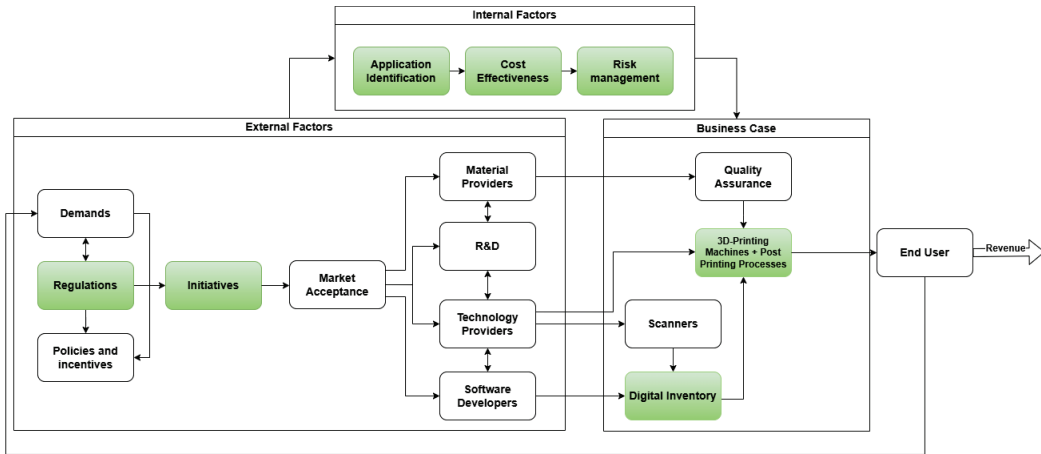 Internal Factors
Application
Identification
Cost
Effectiveness
Risk
management
External Factors
Business Case
Demands
Regulations
Policies and
incentives
Initiatives
Market
Acceptance
Material
Providers
R&D
Technology
Providers
Software
Developers
Quality
Assurance
3D-Printing
Machines + Post
Printing Processes
Scanners
Digital Inventory
End User
Revenue